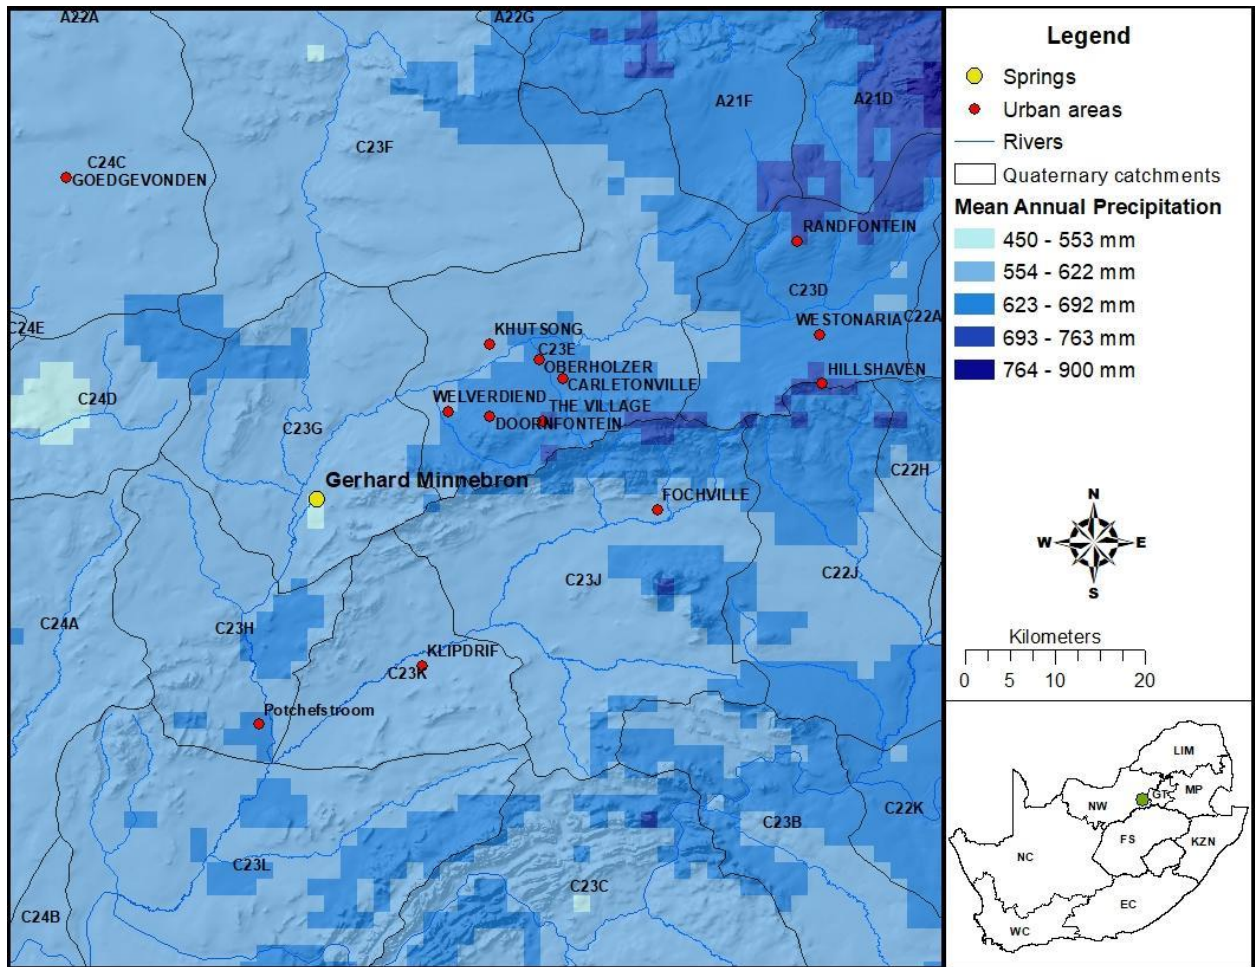 A22A
A22G
A21F
A21D
C23F
C24C
GOEDGEVONDEN
RANDFONTEIN
C23D
WESTONARIA
C22A
C24E
KHUTSONG
C23E
OBERHOLZER
CARLETONVILLE
HILLSHAVEN
C24D
WELVERDIEND
THE VILLAGE
DOORNFONTEIN
C23G
C22H
Gerhard Minnebron
FOCHVILLE
C23J
C22J
C24A
C23H
KLIPDRIF
C23K
Potchefstroom
C23B
C22K
C23L
C23C
C24B
Legend
Springs
Urban areas
Rivers
Quaternary catchments
Mean Annual Precipitation
450 - 553 mm
554 - 622 mm
623 - 692 mm
693 - 763 mm
764 - 900 mm
N
W
E
S
Kilometers
0 5 10 20
LIM
NW
GT
MP
FS
KZN
NC
EC
WC